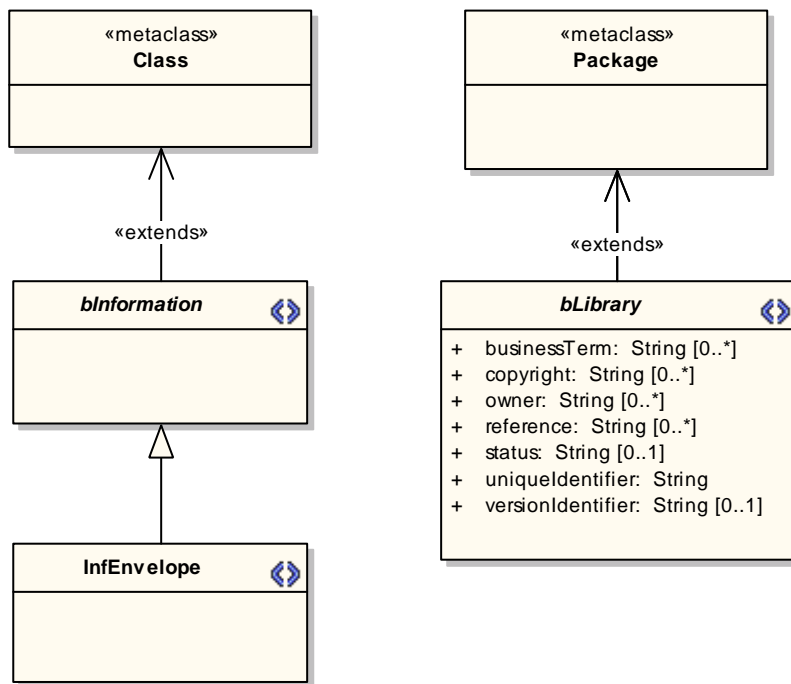 «metaclass»
Class
«extends»
bInformation
InfEnvelope
«metaclass»
Package
«extends»
bLibrary
+ businessTerm: String [0..*]
+ copyright: String [0..*]
+ owner: String [0..*]
+ reference: String [0..*]
+ status: String [0..1]
+ uniqueIdentifier: String
+ versionIdentifier: String [0..1]